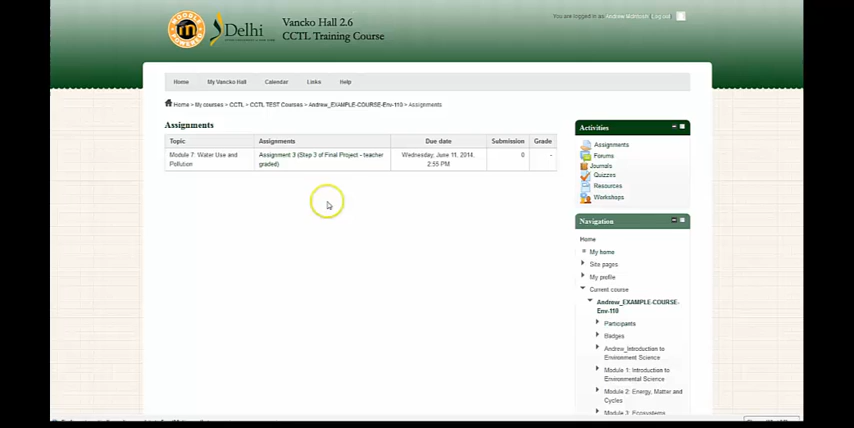 You are logged in as Andrew McIntosh (Log out)
MOODLE
POWERED
Delhi
Vancko Hall 2.6
CCTL Training Course
Home
My Vancko Hall
Calendar
Links
Help
Home > My courses > CCTL > CCTL TEST Courses > Andrew_EXAMPLE-COURSE-Env-110 > Assignments
Assignments
Topic
Assignments
Due date
Submission
Grade
Module 7: Water Use and
Pollution
Assignment 3 (Step 3 of Final Project - teacher
graded)
Wednesday, June 11, 2014,
2:55 PM
0
-
Activities
Assignments
Forums
Journals
Quizzes
Resources
Workshops
Navigation
Home
My home
Site pages
My profile
Current course
Andrew_EXAMPLE-COURSE-
Env-110
Participants
Badges
Andrew_Introduction to
Environment Science
Module 1: Introduction to
Environmental Science
Module 2: Energy, Matter and
Cycles
Module 3: Ecosystems